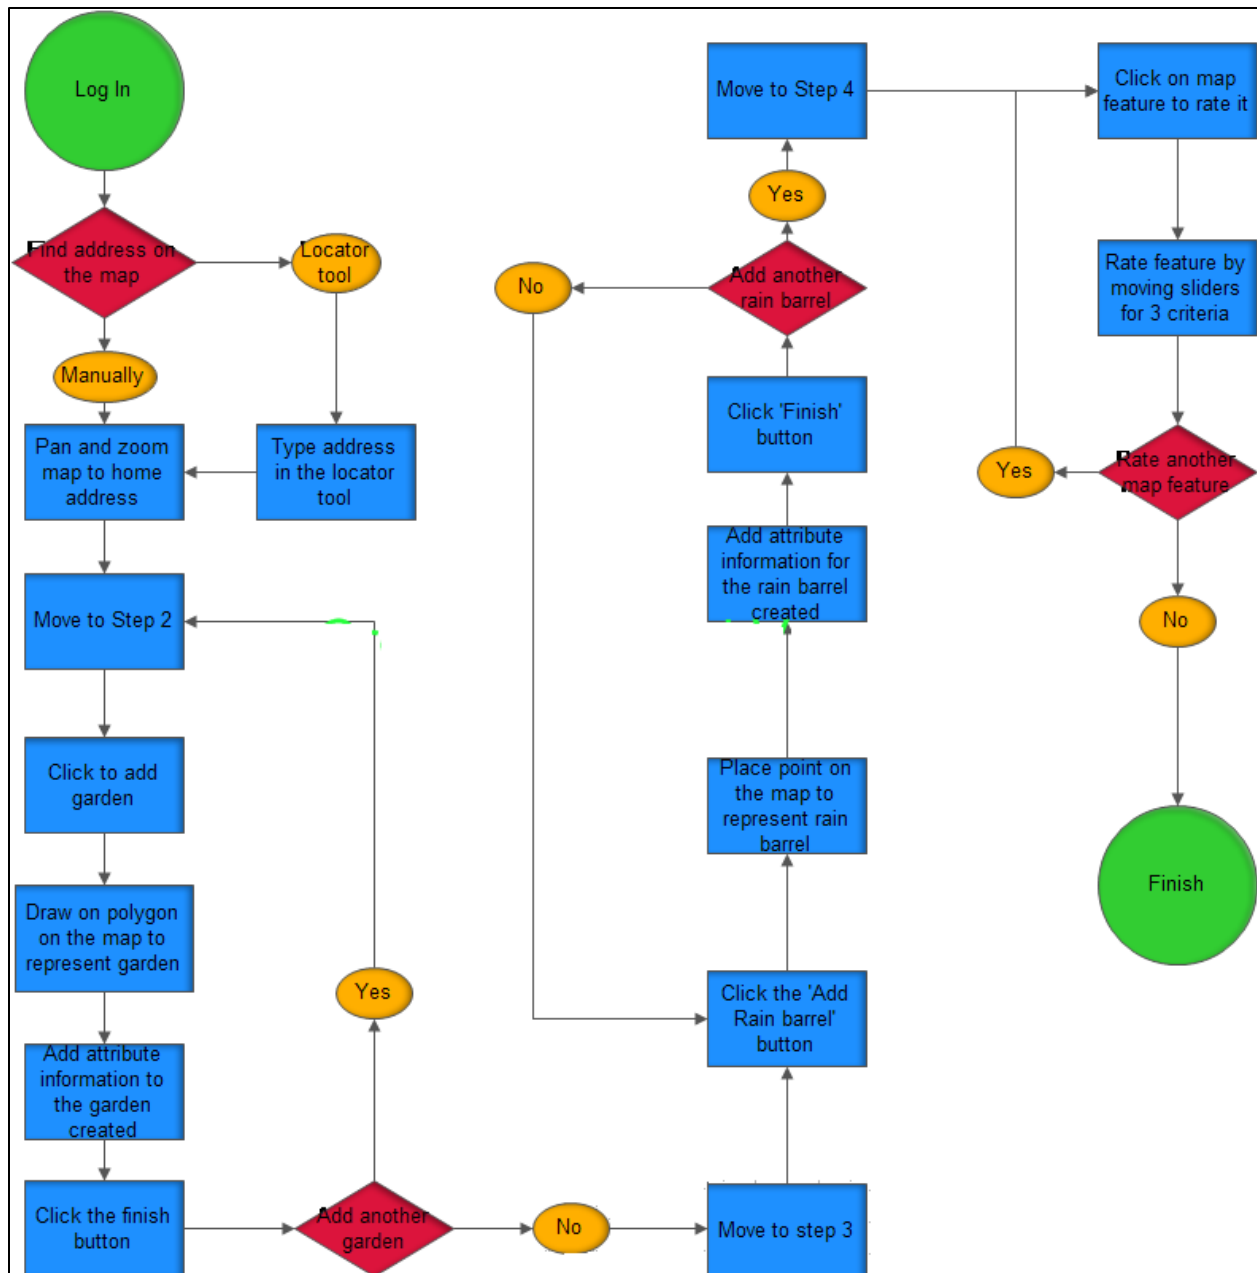 Log In
Find address on
the map
Locator
tool
Manually
Pan and zoom
map to home
address
Type address
in the locator
tool
Move to Step 2
Click to add
garden
Draw on polygon
on the map to
represent garden
Add attribute
information to
the garden
created
Click the finish
button
Add another
garden
Yes
No
Move to step 3
Click the 'Add
Rain barrel'
button
Place point on
the map to
represent rain
barrel
Add attribute
information for
the rain barrel
created
Click 'Finish'
button
Add another
rain barrel
No
Yes
Move to Step 4
Click on map
feature to rate it
Rate feature by
moving sliders
for 3 criteria
Rate another
map feature
Yes
No
Finish